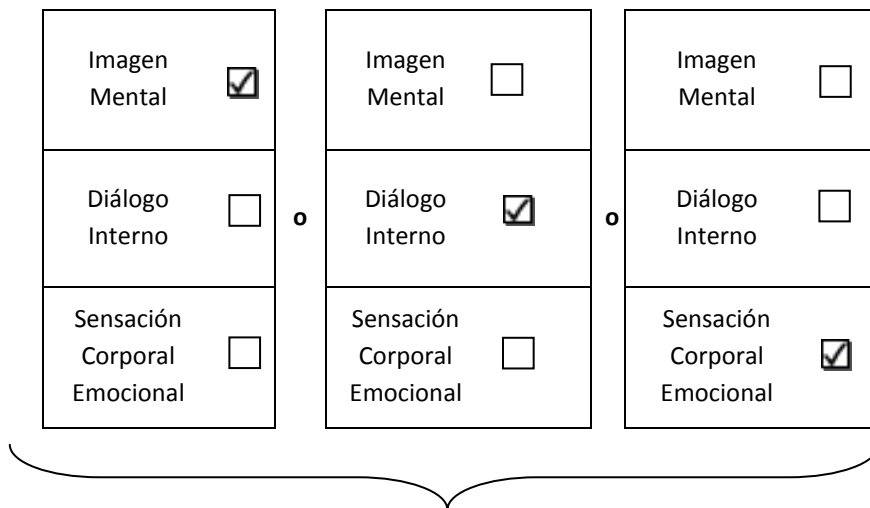 Imagen
Mental
Diálogo
Interno
Sensación
Corporal
Emocional
o
Imagen
Mental
Diálogo
Interno
Sensación
Corporal
Emocional
o
Imagen
Mental
Diálogo
Interno
Sensación
Corporal
Emocional